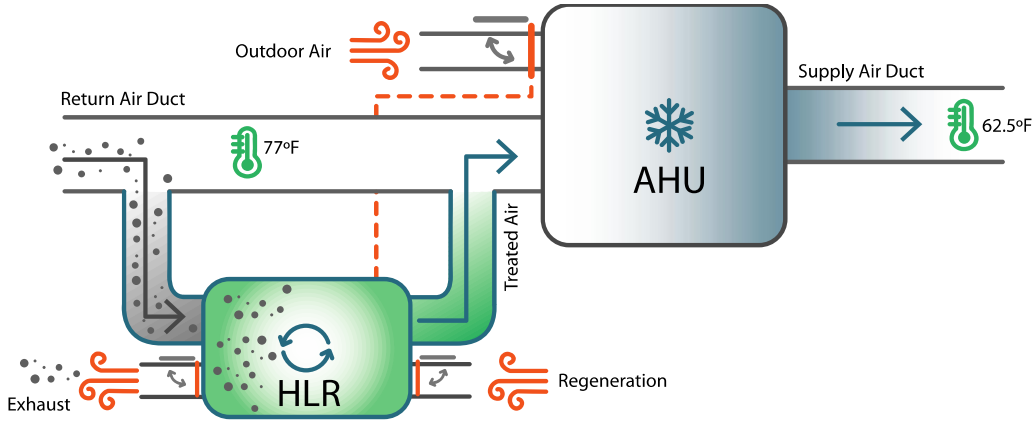 Outdoor Air
Supply Air Duct
Return Air Duct
77ºF
62.5ºF
AHU
Treated Air
HLR
Regeneration
Exhaust